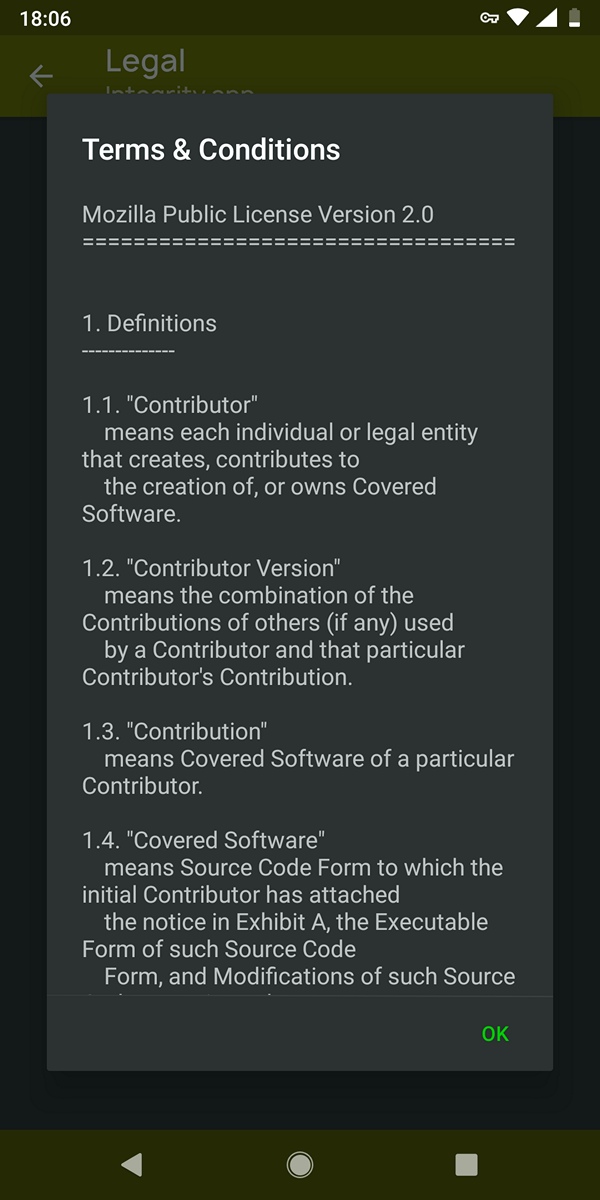 18:06
Legal
Integrity app
Terms & Conditions
Mozilla Public License Version 2.0
==================================
1. Definitions
--------------
1.1. "Contributor"
means each individual or legal entity
that creates, contributes to
the creation of, or owns Covered
Software.
1.2. "Contributor Version"
means the combination of the
Contributions of others (if any) used
by a Contributor and that particular
Contributor's Contribution.
1.3. "Contribution"
means Covered Software of a particular
Contributor.
1.4. "Covered Software"
means Source Code Form to which the
initial Contributor has attached
the notice in Exhibit A, the Executable
Form of such Source Code
Form, and Modifications of such Source
OK